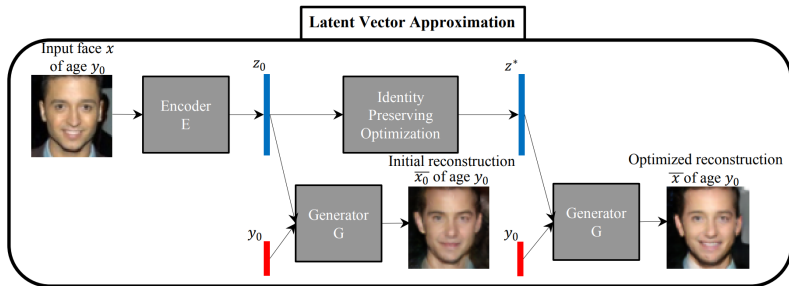 Latent Vector Approximation
Input face x
of age y₀
Encoder
E
z₀
Identity
Preserving
Optimization
z*
Initial reconstruction
x̅₀ of age y₀
Generator
G
y₀
Optimized reconstruction
x̅ of age y₀
Generator
G
y₀